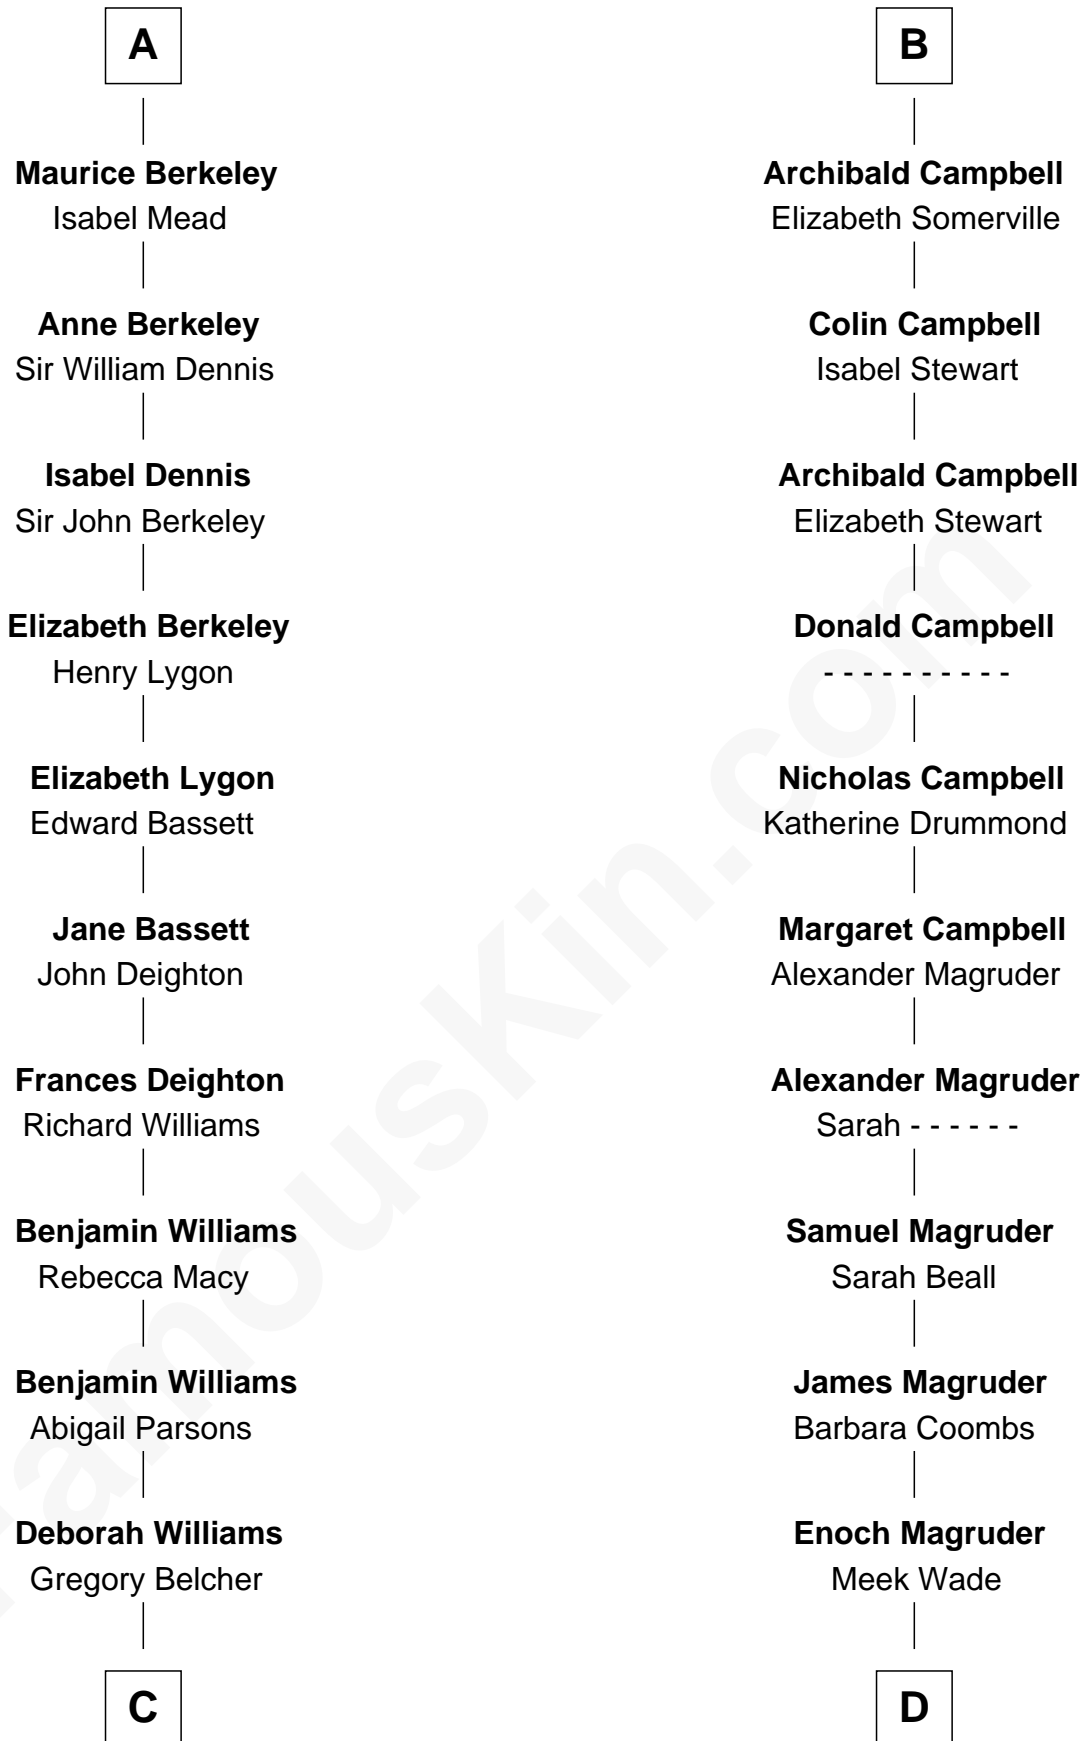 A
Maurice Berkeley
Isabel Mead
Anne Berkeley
Sir William Dennis
Isabel Dennis
Sir John Berkeley
Elizabeth Berkeley
Henry Lygon
Elizabeth Lygon
Edward Bassett
Jane Bassett
John Deighton
Frances Deighton
Richard Williams
Benjamin Williams
Rebecca Macy
Benjamin Williams
Abigail Parsons
Deborah Williams
Gregory Belcher
C
B
Archibald Campbell
Elizabeth Somerville
Colin Campbell
Isabel Stewart
Archibald Campbell
Elizabeth Stewart
Donald Campbell
- - - - - - - - - -
Nicholas Campbell
Katherine Drummond
Margaret Campbell
Alexander Magruder
Alexander Magruder
Sarah - - - - - -
Samuel Magruder
Sarah Beall
James Magruder
Barbara Coombs
Enoch Magruder
Meek Wade
D
FamousKin.com